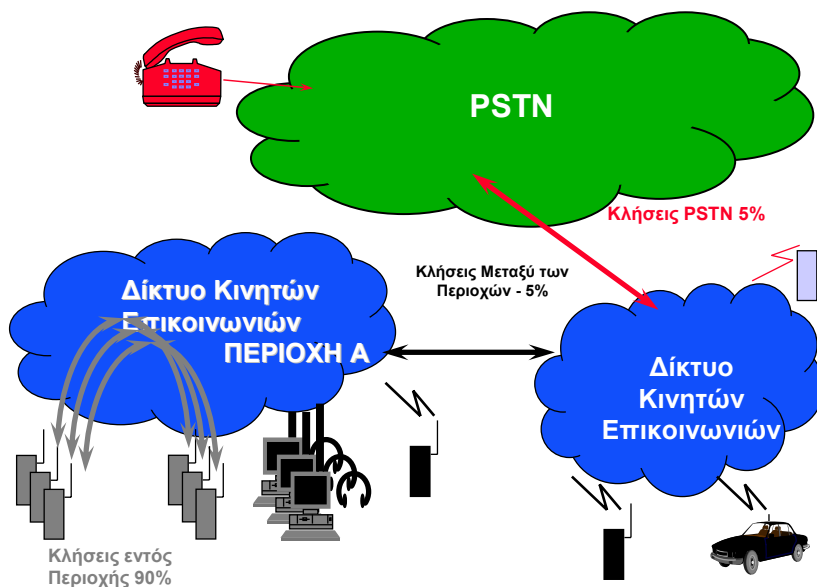 PSTN
Κλήσεις PSTN 5%
Κλήσεις Μεταξύ των
Περιοχών - 5%
Δίκτυο Κινητών
Επικοινωνιών
ΠΕΡΙΟΧΗ Α
Δίκτυο
Κινητών
Επικοινωνιών
Κλήσεις εντός
Περιοχής 90%